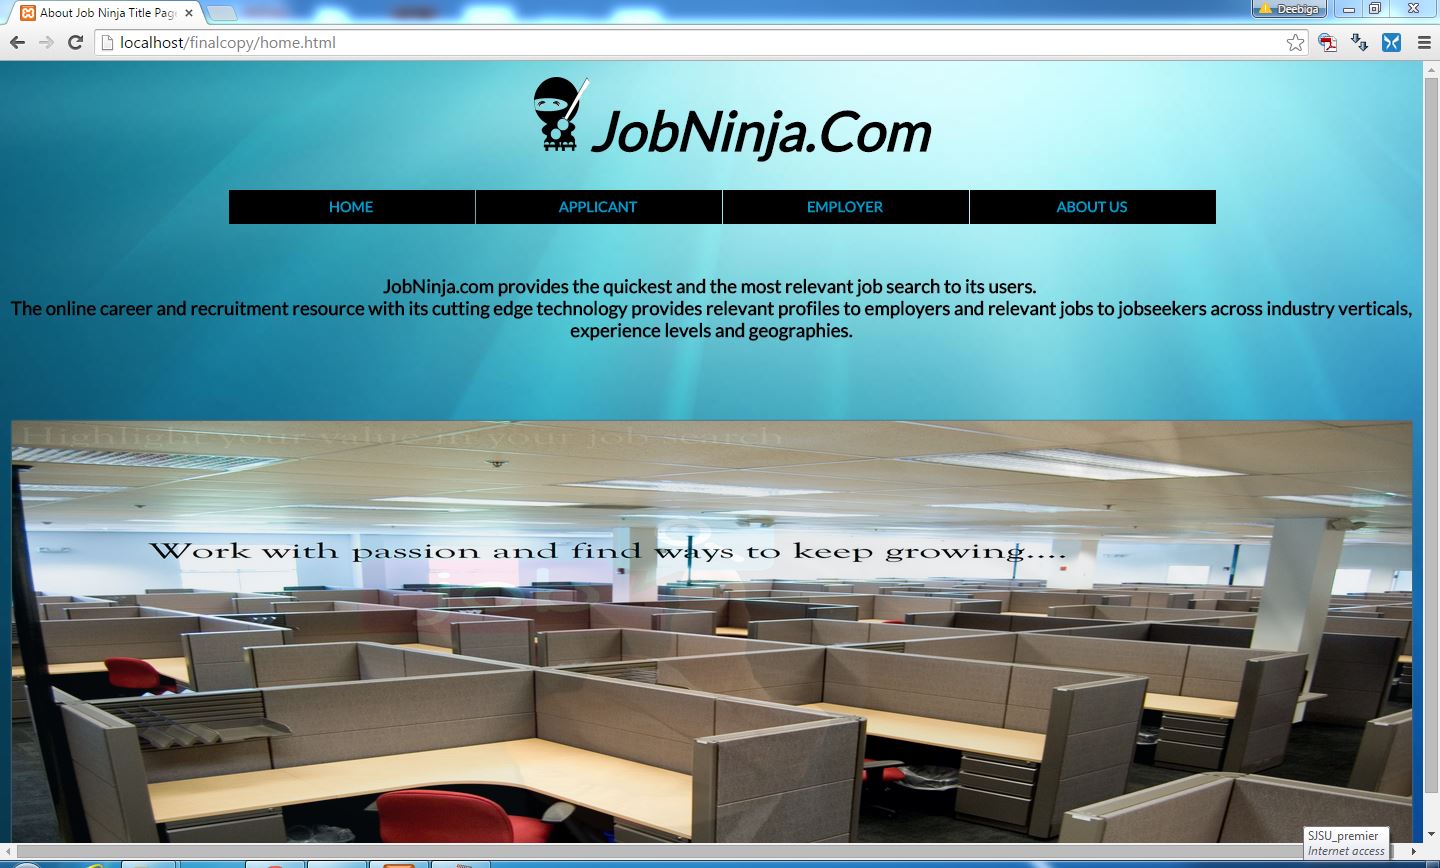 About Job Ninja Title Page
Deebiga
localhost/finalcopy/home.html
JobNinja.Com
HOME
APPLICANT
EMPLOYER
ABOUT US
JobNinja.com provides the quickest and the most relevant job search to its users.
The online career and recruitment resource with its cutting edge technology provides relevant profiles to employers and relevant jobs to jobseekers across industry verticals,
experience levels and geographies.
Highlight your value in your job search
Work with passion and find ways to keep growing....
job
SJSU_premier
Internet access